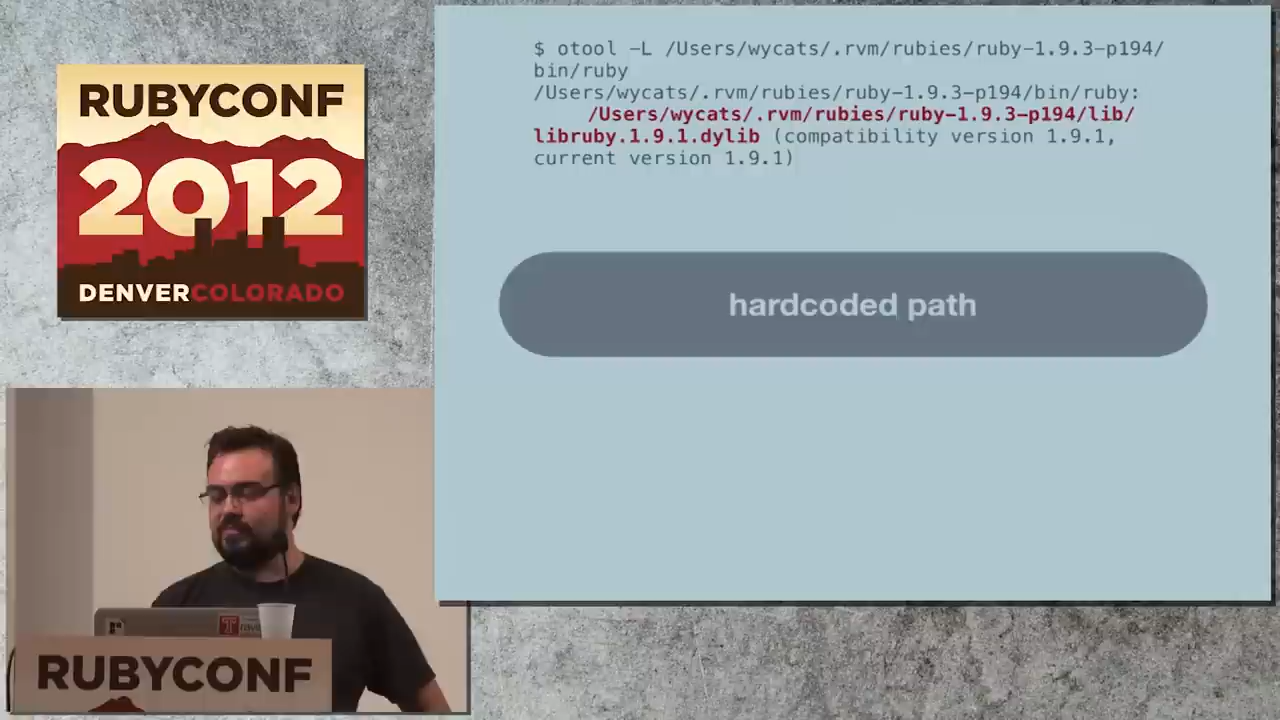 RUBYCONF
2012
DENVERCOLORADO
$ otool -L /Users/wycats/.rvm/rubies/ruby-1.9.3-p194/
bin/ruby
/Users/wycats/.rvm/rubies/ruby-1.9.3-p194/bin/ruby:
/Users/wycats/.rvm/rubies/ruby-1.9.3-p194/lib/
libruby.1.9.1.dylib (compatibility version 1.9.1,
current version 1.9.1)
hardcoded path
RUBYCONF